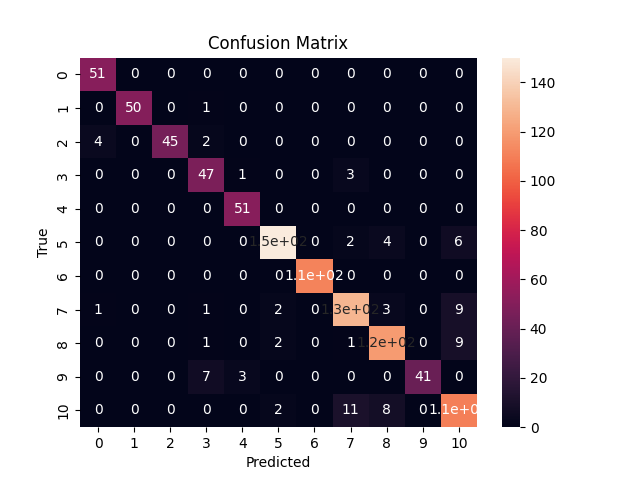 Confusion Matrix
0 51 0 0 0 0 0 0 0 0 0 0
1 0 50 0 1 0 0 0 0 0 0 0
2 4 0 45 2 0 0 0 0 0 0 0
3 0 0 0 47 1 0 0 3 0 0 0
4 0 0 0 0 51 0 0 0 0 0 0
5 0 0 0 0 0 1.5e+02 0 2 4 0 6
6 0 0 0 0 0 0 1.1e+02 0 0 0 0
7 1 0 0 1 0 2 0 1.3e+02 3 0 9
8 0 0 0 1 0 2 0 1 1.2e+02 0 9
9 0 0 0 7 3 0 0 0 0 41 0
10 0 0 0 0 0 2 0 11 8 0 1.1e+0
0 1 2 3 4 5 6 7 8 9 10
Predicted
True
140
120
100
80
60
40
20
0